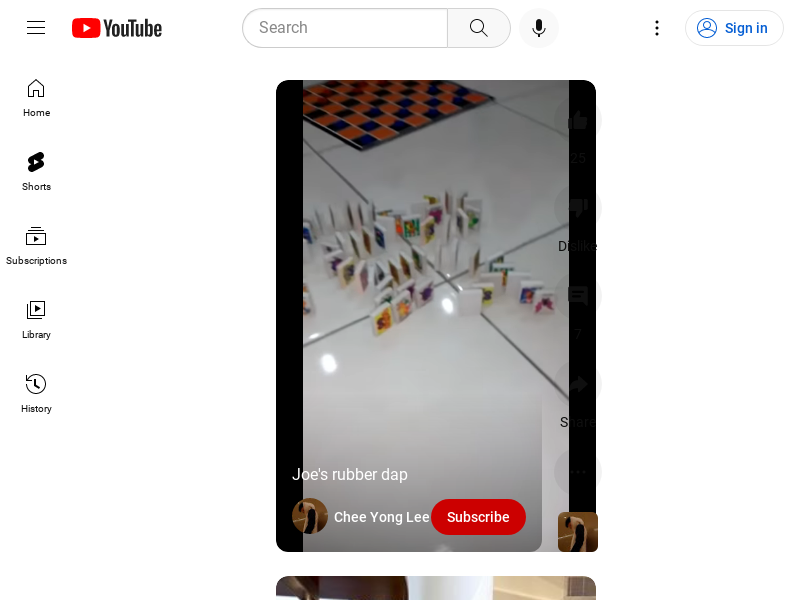 YouTube
Search
Sign in
Home
Shorts
Subscriptions
Library
History
25
Dislike
7
Share
Joe's rubber dap
Chee Yong Lee
Subscribe